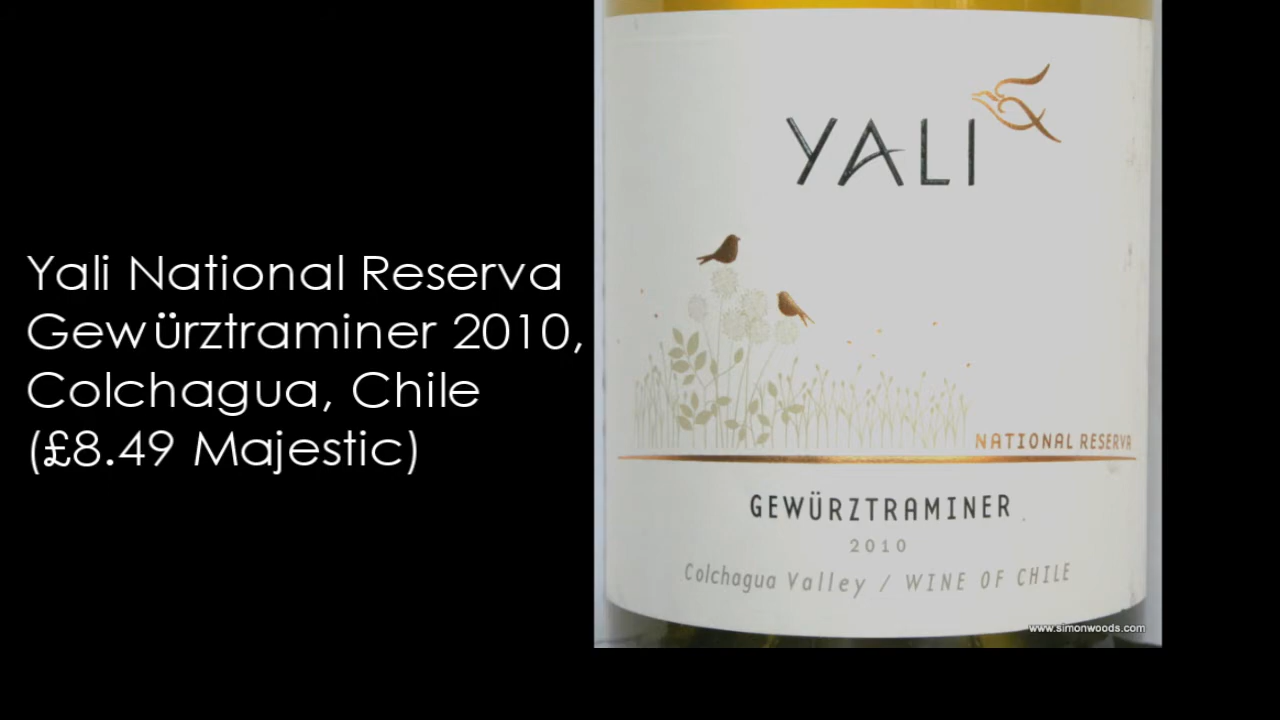 Yali National Reserva
Gewürztraminer 2010,
Colchagua, Chile
(£8.49 Majestic)
YALI
NATIONAL RESERVA
GEWÜRZTRAMINER
2010
Colchagua Valley / WINE OF CHILE
www.simonwoods.com